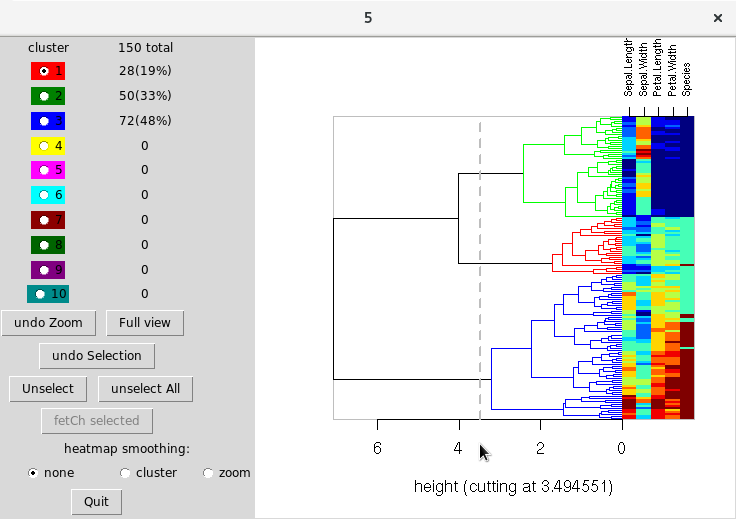 5
cluster 150 total
1 28(19%)
2 50(33%)
3 72(48%)
4 0
5 0
6 0
7 0
8 0
9 0
10 0
undo Zoom Full view
undo Selection
Unselect unselect All
fetCh selected
heatmap smoothing:
none cluster zoom
Quit
Sepal.Length
Sepal.Width
Petal.Length
Petal.Width
Species
6 4 2 0
height (cutting at 3.494551)